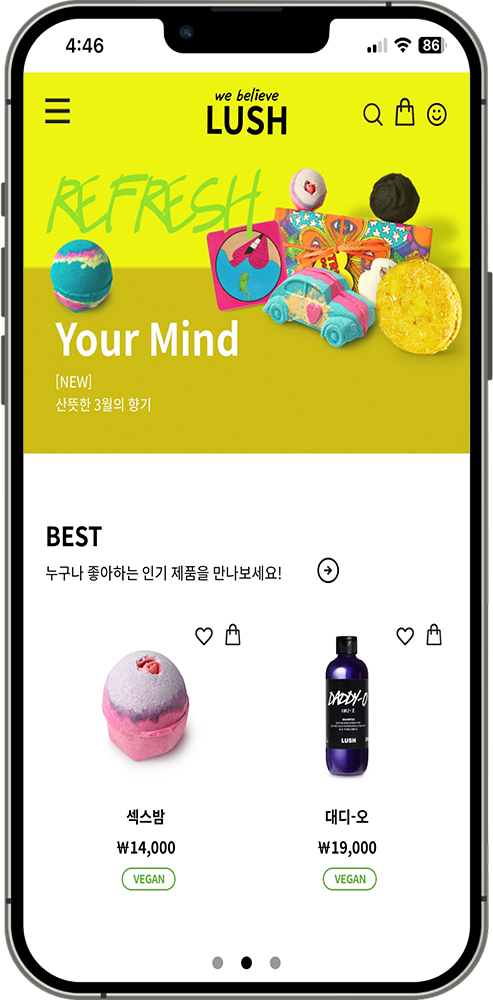 4:46
86
we believe
LUSH
REFRESH
Your Mind
[NEW]
산뜻한 3월의 향기
BEST
누구나 좋아하는 인기 제품을 만나보세요!
DADDY-O
대디-오
SHAMPOO
LUSH
섹스밤
대디-오
₩14,000
₩19,000
VEGAN
VEGAN